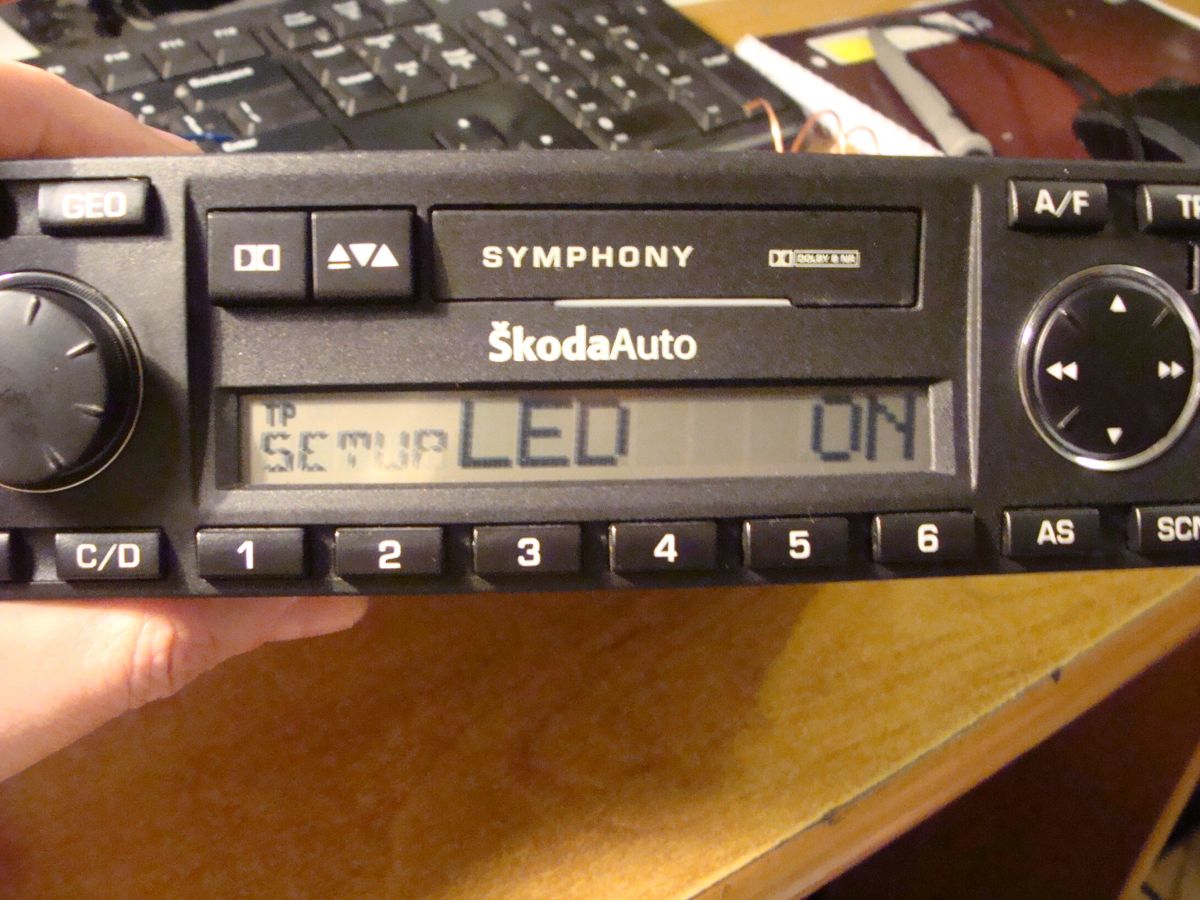 GEO
SYMPHONY
DOLBY B NR
A/F
ŠkodaAuto
TP
SETUP LED ON
C/D
1 2 3 4 5 6
AS